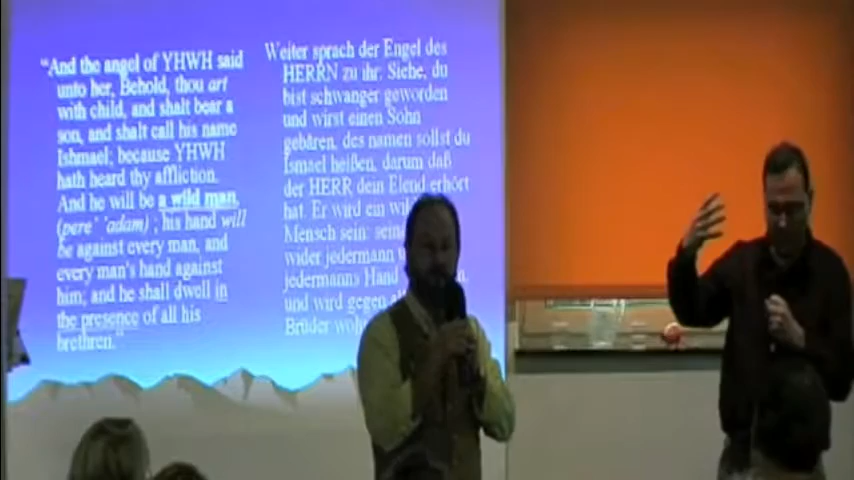 “And the angel of YHWH said
unto her, Behold, thou art
with child, and shalt bear a
son, and shalt call his name
Ishmael; because YHWH
hath heard thy affliction.
And he will be a wild man,
(pere' 'adam) ; his hand will
be against every man, and
every man's hand against
him; and he shall dwell in
the presence of all his
brethren.”
Weiter sprach der Engel des
HERRN zu ihr: Siehe, du
bist schwanger geworden
und wirst einen Sohn
gebären, des namen sollst du
Ismael heißen, darum daß
der HERR dein Elend erhört
hat. Er wird ein
Mensch sein: seine
wider jedermann
jedermanns Hand
und wird gegen
Brüder